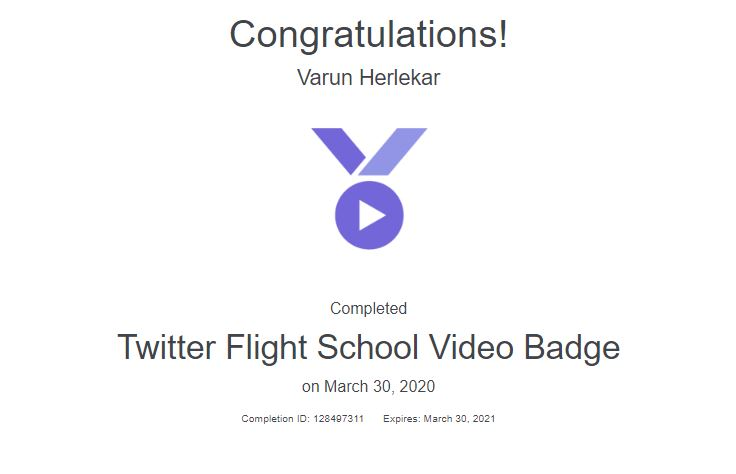 Congratulations!
Varun Herlekar
Completed
Twitter Flight School Video Badge
on March 30, 2020
Completion ID: 128497311 Expires: March 30, 2021